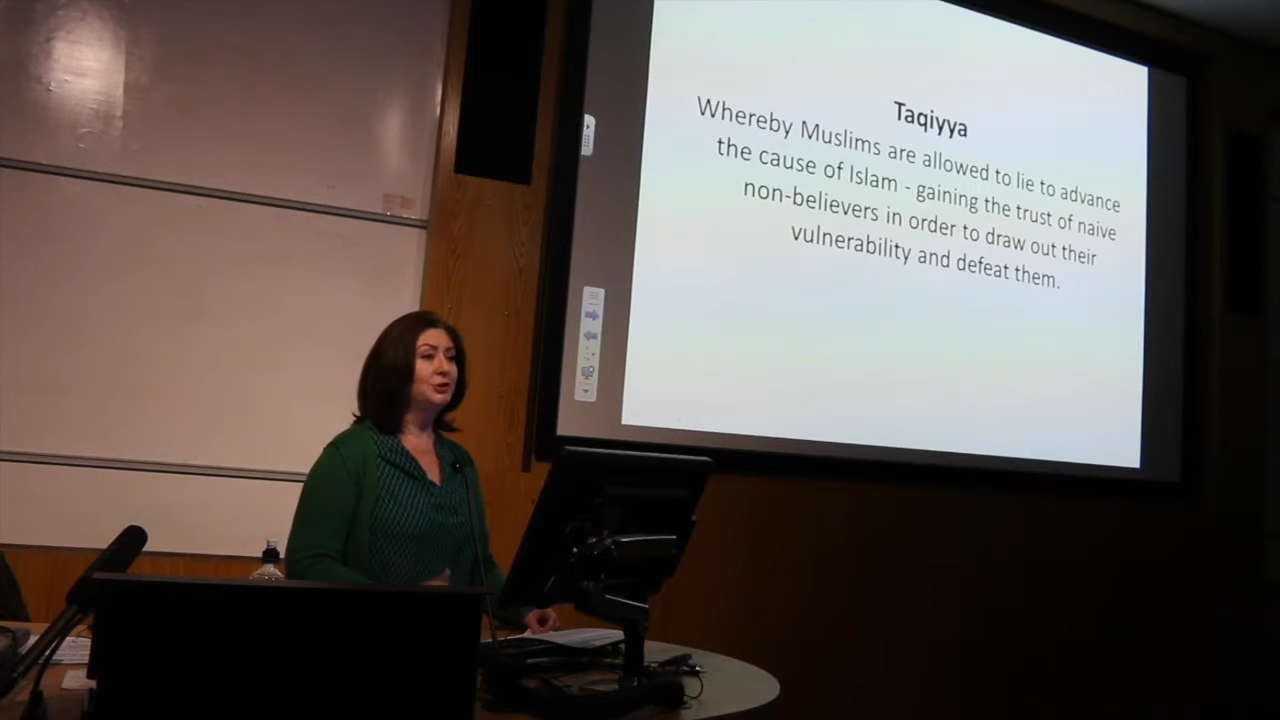 Taqiyya
Whereby Muslims are allowed to lie to advance
the cause of Islam - gaining the trust of naive
non-believers in order to draw out their
vulnerability and defeat them.